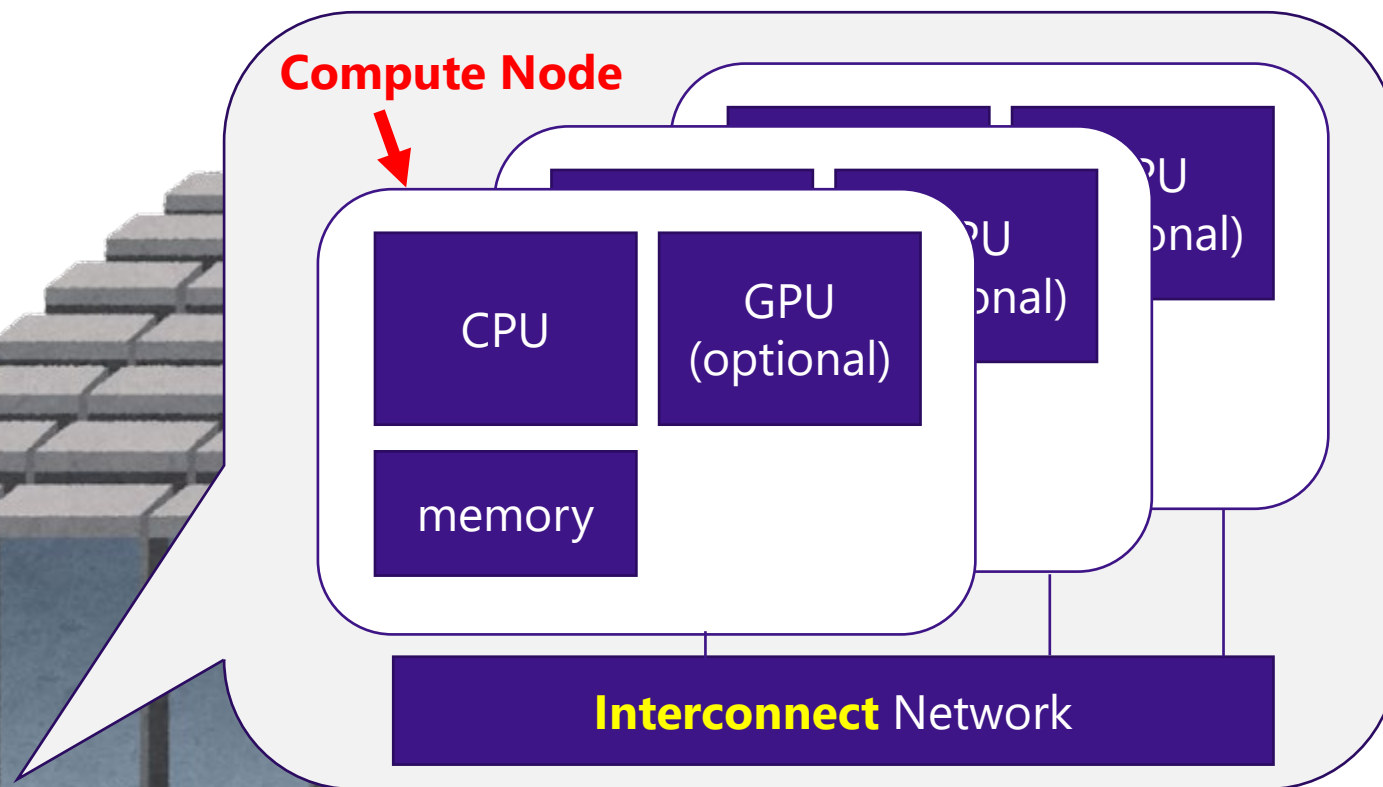 Compute Node
CPU
GPU
(optional)
memory
Interconnect Network